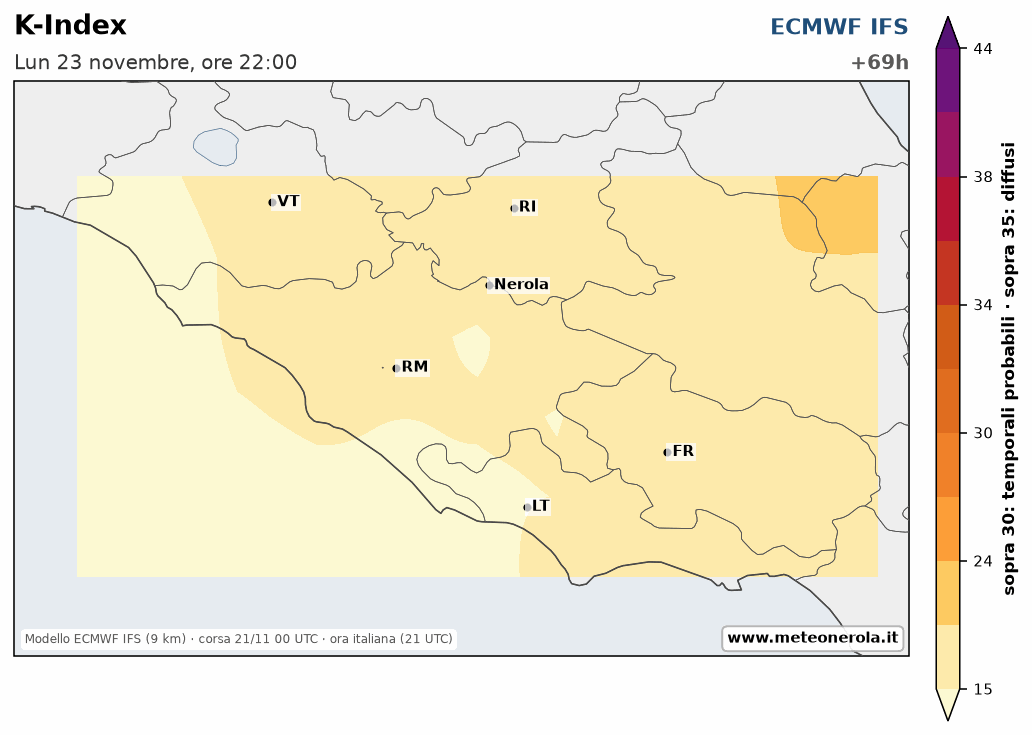 K-Index
ECMWF IFS
Lun 23 novembre, ore 22:00
+69h
VT
RI
Nerola
RM
FR
LT
Modello ECMWF IFS (9 km) · corsa 21/11 00 UTC · ora italiana (21 UTC)
www.meteonerola.it
44
38
34
30
24
15
sopra 30: temporali probabili · sopra 35: diffusi